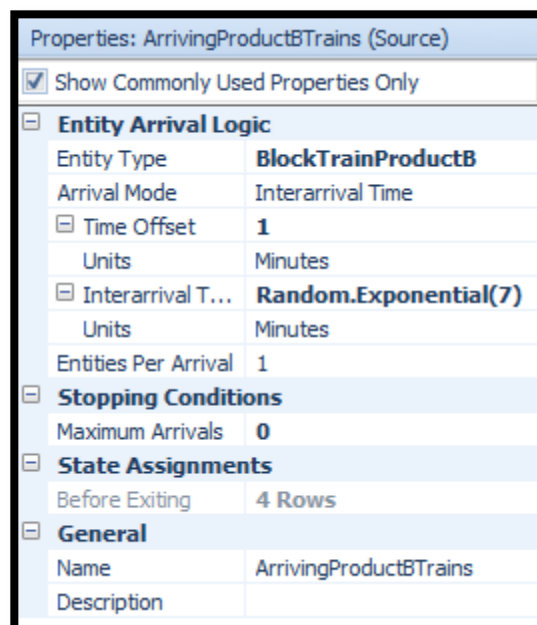 Properties: ArrivingProductBTrains (Source)
Show Commonly Used Properties Only
Entity Arrival Logic
Entity Type BlockTrainProductB
Arrival Mode Interarrival Time
Time Offset 1
Units Minutes
Interarrival T... Random.Exponential(7)
Units Minutes
Entities Per Arrival 1
Stopping Conditions
Maximum Arrivals 0
State Assignments
Before Exiting 4 Rows
General
Name ArrivingProductBTrains
Description